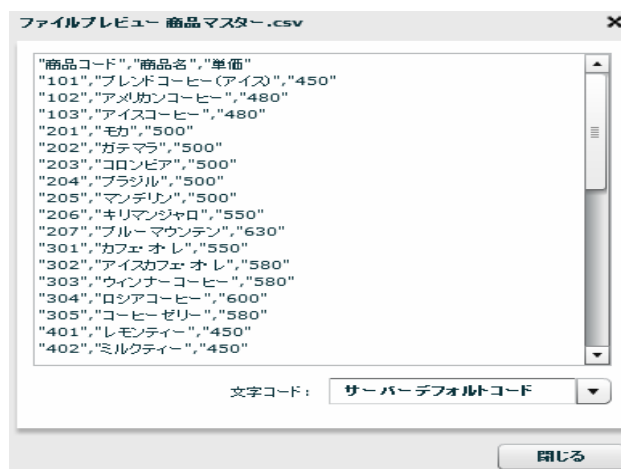 ファイルプレビュー 商品マスター.csv
"商品コード","商品名","単価"
"101","ブレンドコーヒー(アイス)","450"
"102","アメリカンコーヒー","480"
"103","アイスコーヒー","480"
"201","モカ","500"
"202","ガテマラ","500"
"203","コロンビア","500"
"204","ブラジル","500"
"205","マンデリン","500"
"206","キリマンジャロ","550"
"207","ブルーマウンテン","630"
"301","カフェ・オ・レ","550"
"302","アイスカフェ・オ・レ","580"
"303","ウィンナーコーヒー","580"
"304","ロシアコーヒー","600"
"305","コーヒーゼリー","580"
"401","レモンティー","450"
"402","ミルクティー","450"
文字コード: サーバーデフォルトコード
閉じる